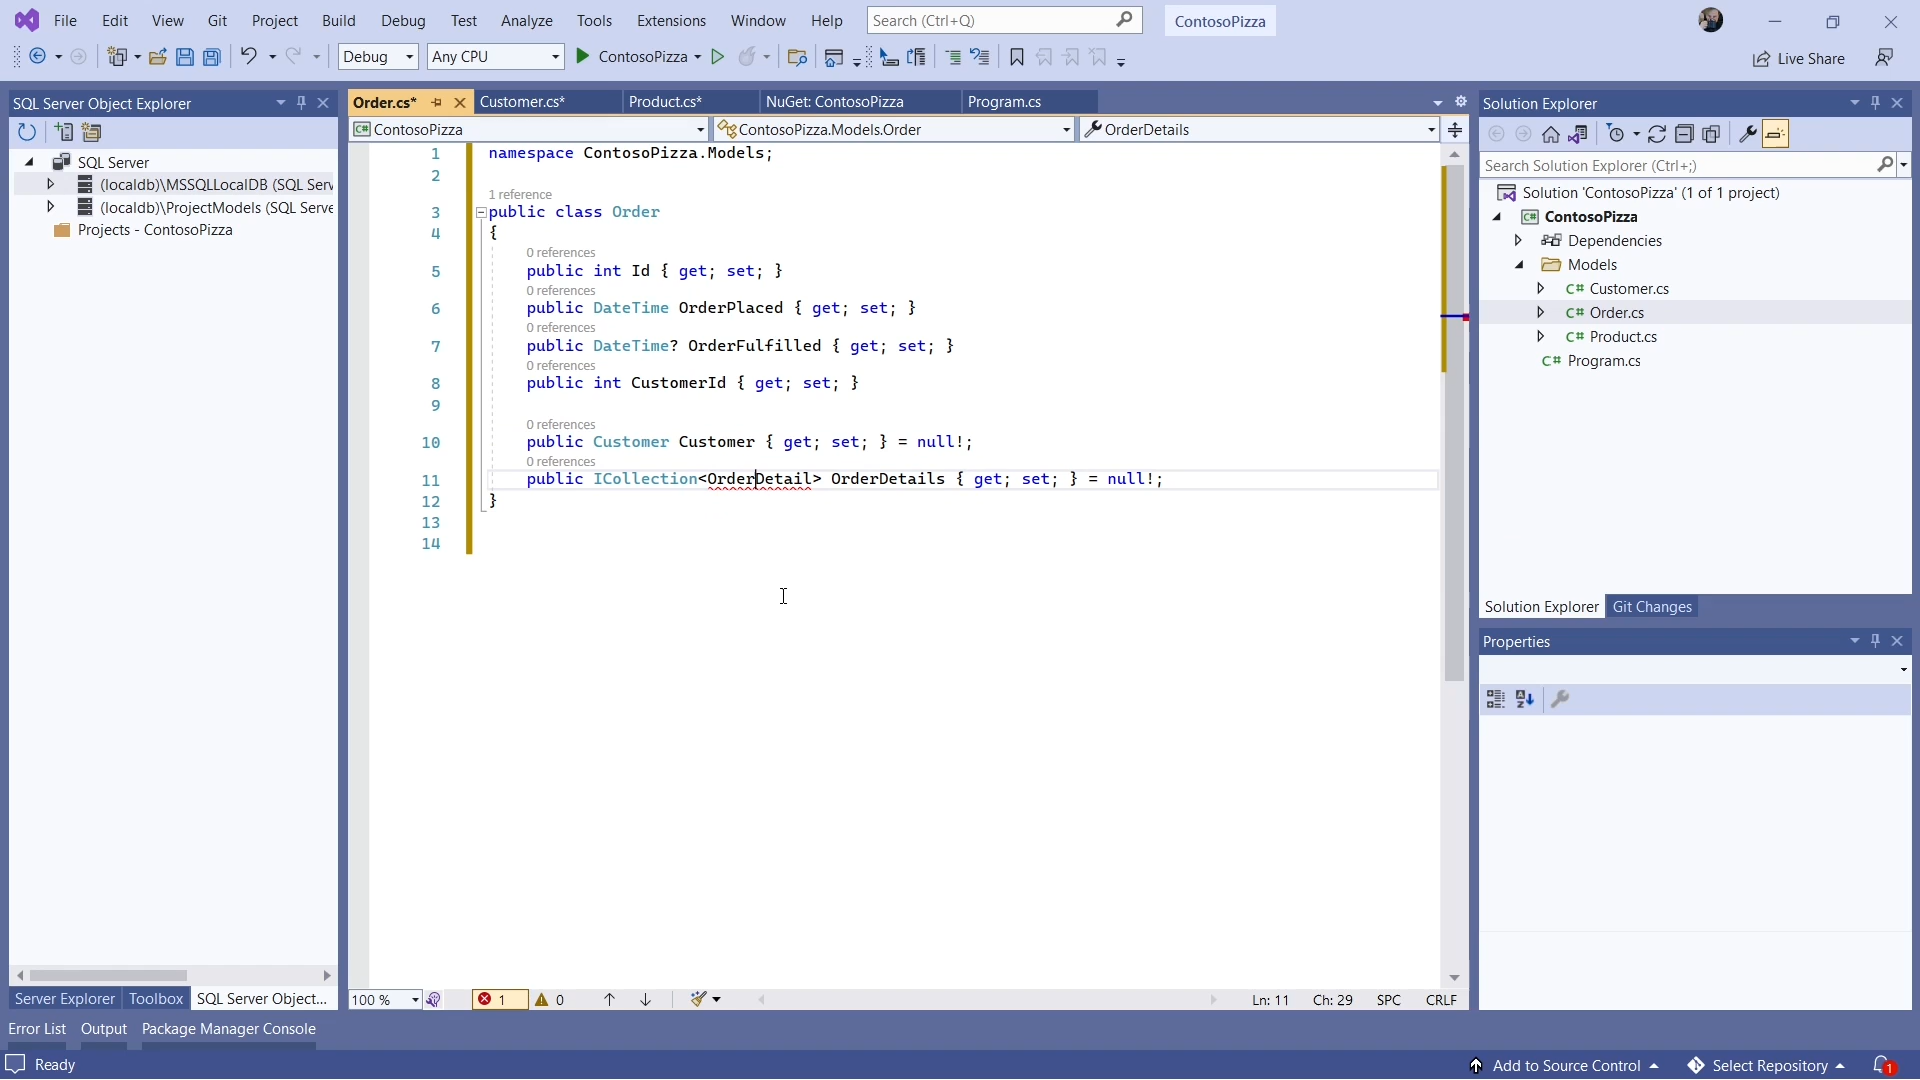 File Edit View Git Project Build Debug Test Analyze Tools Extensions Window Help Search (Ctrl+Q) ContosoPizza
Debug Any CPU ContosoPizza Live Share
SQL Server Object Explorer
SQL Server
(localdb)\MSSQLLocalDB (SQL Serv
(localdb)\ProjectModels (SQL Serve
Projects - ContosoPizza
Server Explorer Toolbox SQL Server Object...
Order.cs* Customer.cs* Product.cs* NuGet: ContosoPizza Program.cs
C# ContosoPizza ContosoPizza.Models.Order OrderDetails
1 namespace ContosoPizza.Models;
2
1 reference
3 public class Order
4 {
0 references
5 public int Id { get; set; }
0 references
6 public DateTime OrderPlaced { get; set; }
0 references
7 public DateTime? OrderFulfilled { get; set; }
0 references
8 public int CustomerId { get; set; }
9
0 references
10 public Customer Customer { get; set; } = null!;
0 references
11 public ICollection<OrderDetail> OrderDetails { get; set; } = null!;
12 }
13
14
100 % 1 0 Ln: 11 Ch: 29 SPC CRLF
Solution Explorer
Search Solution Explorer (Ctrl+;)
Solution 'ContosoPizza' (1 of 1 project)
C# ContosoPizza
Dependencies
Models
C# Customer.cs
C# Order.cs
C# Product.cs
C# Program.cs
Solution Explorer Git Changes
Properties
Error List Output Package Manager Console
Ready Add to Source Control Select Repository 1